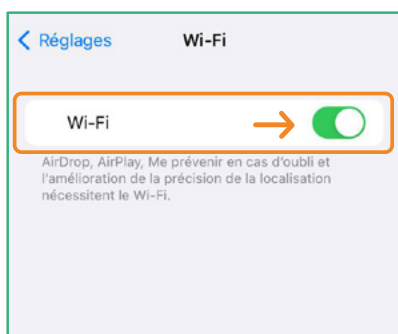 Réglages Wi-Fi
Wi-Fi
AirDrop, AirPlay, Me prévenir en cas d'oubli et
l'amélioration de la précision de la localisation
nécessitent le Wi-Fi.